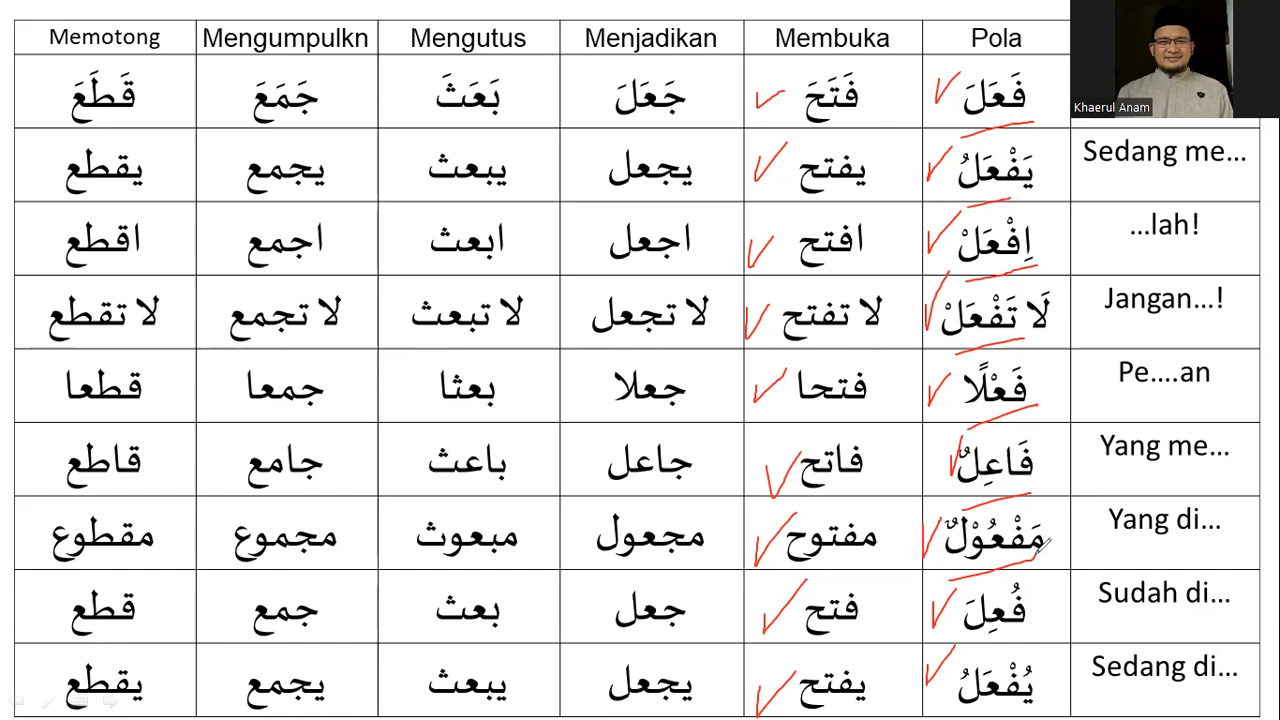 Memotong Mengumpulkn Mengutus Menjadikan Membuka Pola
قَطَعَ جَمَعَ بَعَثَ جَعَلَ فَتَحَ فَعَلَ
Khaerul Anam
يقطع يجمع يبعث يجعل يفتح يَفْعَلُ Sedang me...
اقطع اجمع ابعث اجعل افتح اِفْعَلْ ...lah!
لا تقطع لا تجمع لا تبعث لا تجعل لا تفتح لَا تَفْعَلْ Jangan...!
قطعا جمعا بعثا جعلا فتحا فَعْلًا Pe....an
قاطع جامع باعث جاعل فاتح فَاعِلٌ Yang me...
مقطوع مجموع مبعوث مجعول مفتوح مَفْعُوْلٌ Yang di...
قطع جمع بعث جعل فتح فُعِلَ Sudah di...
يقطع يجمع يبعث يجعل يفتح يُفْعَلُ Sedang di...